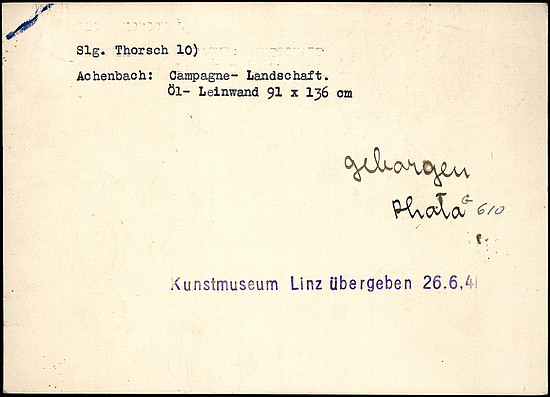 Slg. Thorsch 10)
Achenbach: Campagne- Landschaft.
Öl- Leinwand 91 x 136 cm
geborgen
Photo G 610
Kunstmuseum Linz übergeben 26.6.4